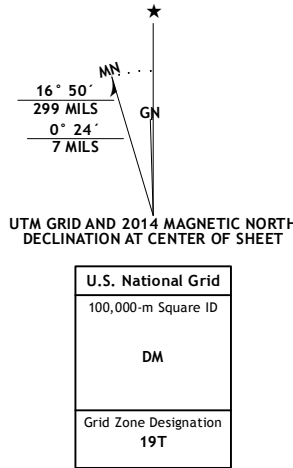 ★
MN
GN
16° 50´
299 MILS
0° 24´
7 MILS
UTM GRID AND 2014 MAGNETIC NORTH
DECLINATION AT CENTER OF SHEET
U.S. National Grid
100,000-m Square ID
DM
Grid Zone Designation
19T